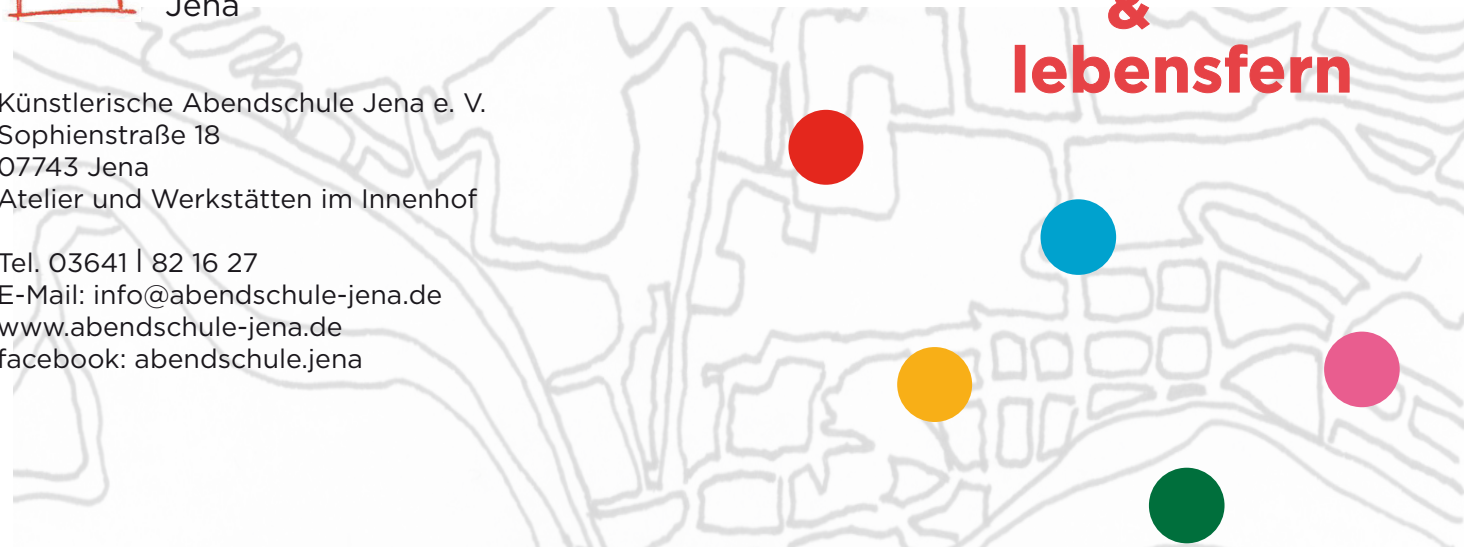 Jena
&
lebensfern
Künstlerische Abendschule Jena e. V.
Sophienstraße 18
07743 Jena
Atelier und Werkstätten im Innenhof
Tel. 03641 | 82 16 27
E-Mail: info@abendschule-jena.de
www.abendschule-jena.de
facebook: abendschule.jena